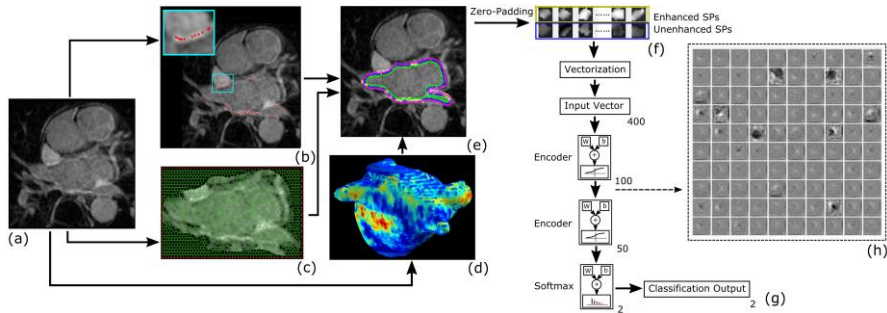 Zero-Padding
Enhanced SPs
Unenhanced SPs
(f)
Vectorization
Input Vector
400
(b)
(e)
Encoder
W b
+
100
(a)
(c)
(d)
Encoder
W b
+
50
(h)
Softmax
W b
+
2
Classification Output
2
(g)